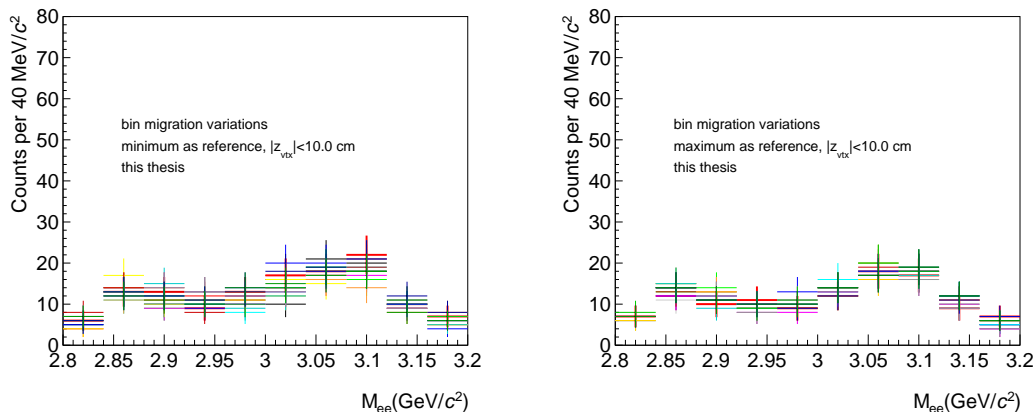 Counts per 40 MeV/c²
80
70
60
50
40
30
20
10
0
bin migration variations
minimum as reference, |z_vtx|<10.0 cm
this thesis
2.8 2.85 2.9 2.95 3 3.05 3.1 3.15 3.2
M_ee(GeV/c²)
Counts per 40 MeV/c²
80
70
60
50
40
30
20
10
0
bin migration variations
maximum as reference, |z_vtx|<10.0 cm
this thesis
2.8 2.85 2.9 2.95 3 3.05 3.1 3.15 3.2
M_ee(GeV/c²)